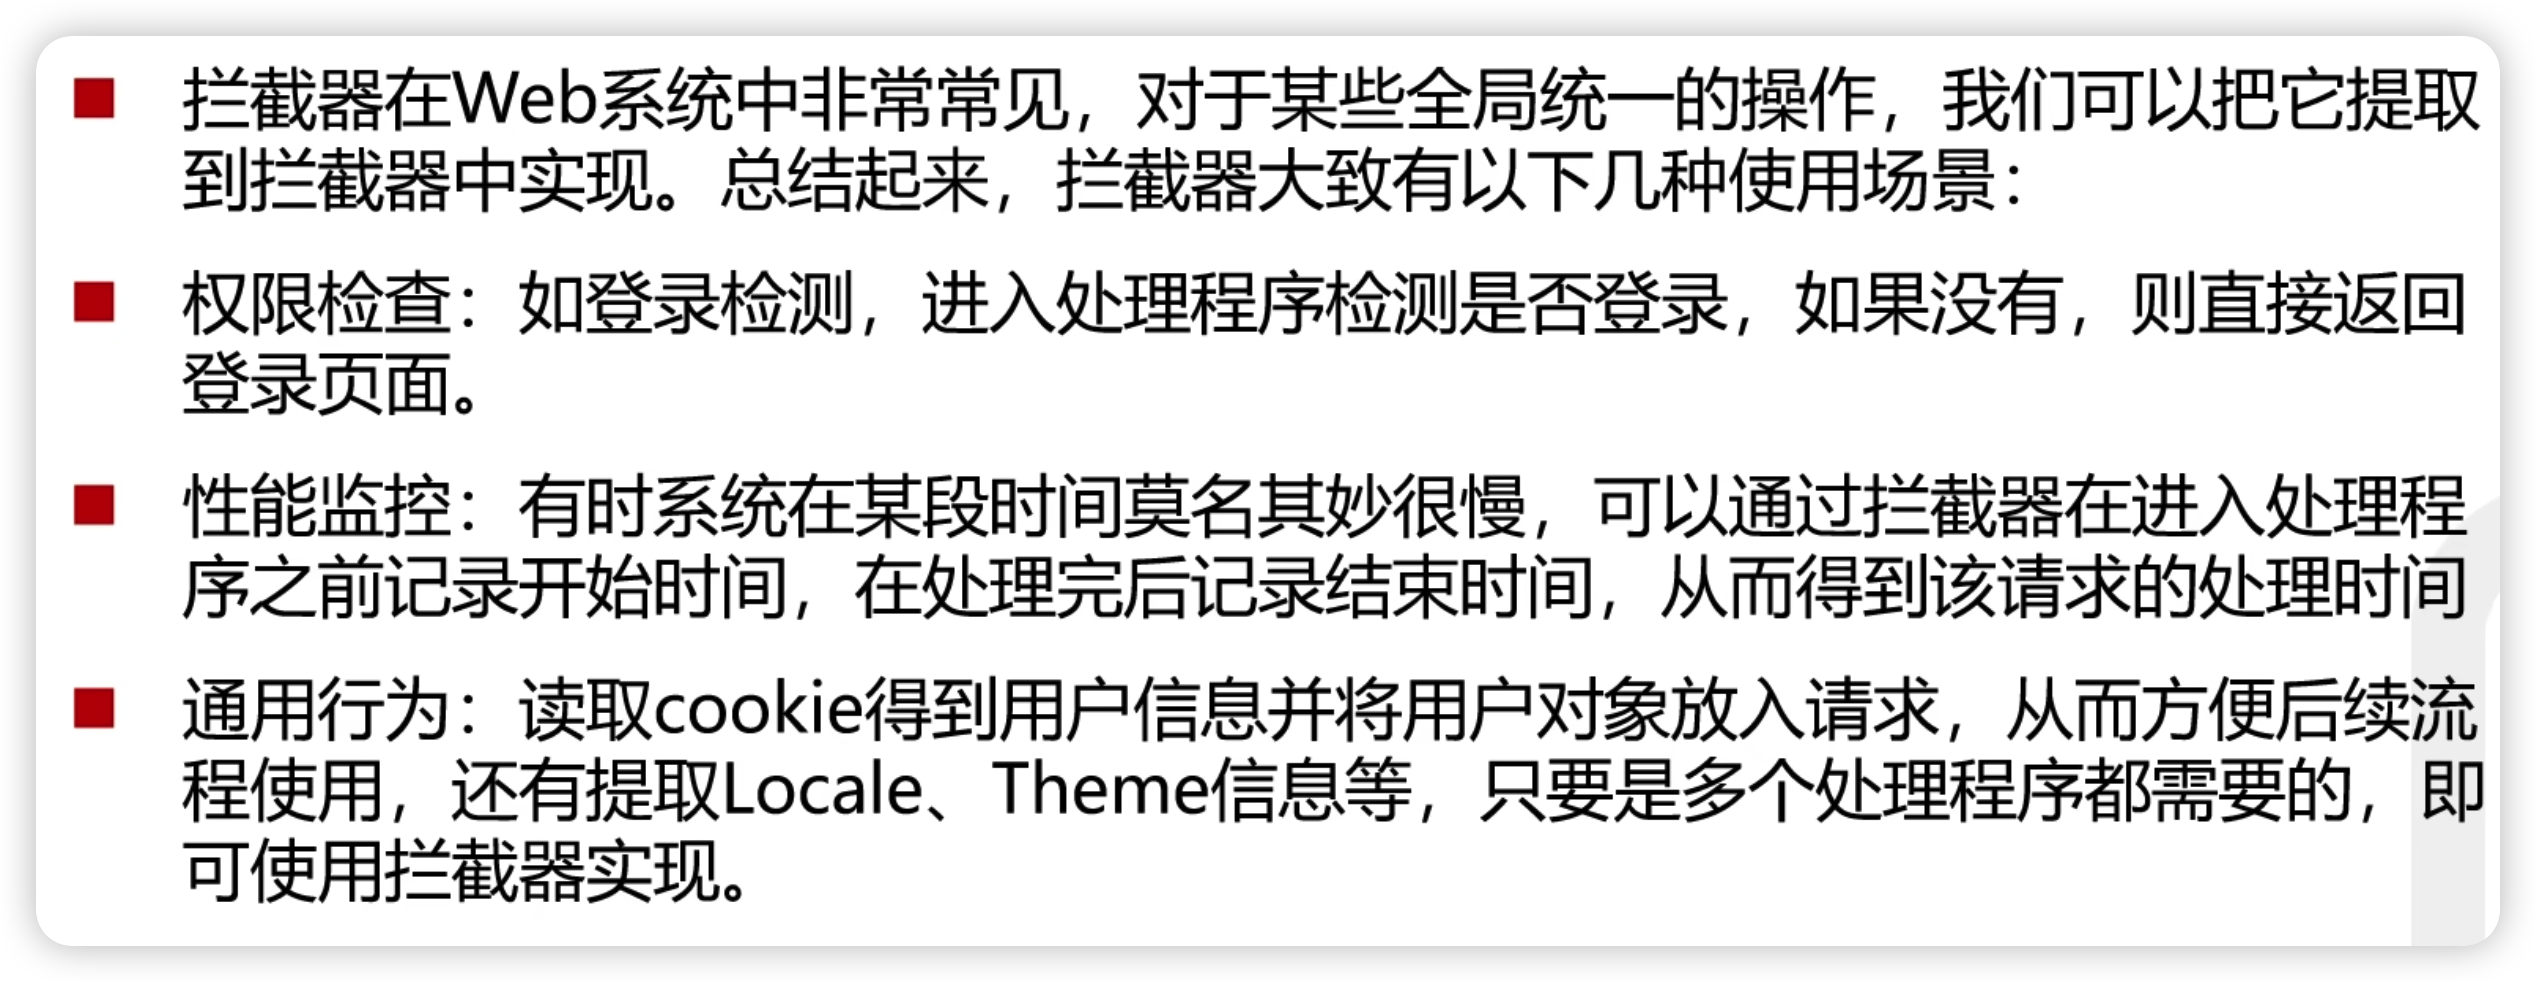 拦截器在Web系统中非常常见，对于某些全局统一的操作，我们可以把它提取
到拦截器中实现。总结起来，拦截器大致有以下几种使用场景：
权限检查：如登录检测，进入处理程序检测是否登录，如果没有，则直接返回
登录页面。
性能监控：有时系统在某段时间莫名其妙很慢，可以通过拦截器在进入处理程
序之前记录开始时间，在处理完后记录结束时间，从而得到该请求的处理时间
通用行为：读取cookie得到用户信息并将用户对象放入请求，从而方便后续流
程使用，还有提取Locale、Theme信息等，只要是多个处理程序都需要的，即
可使用拦截器实现。